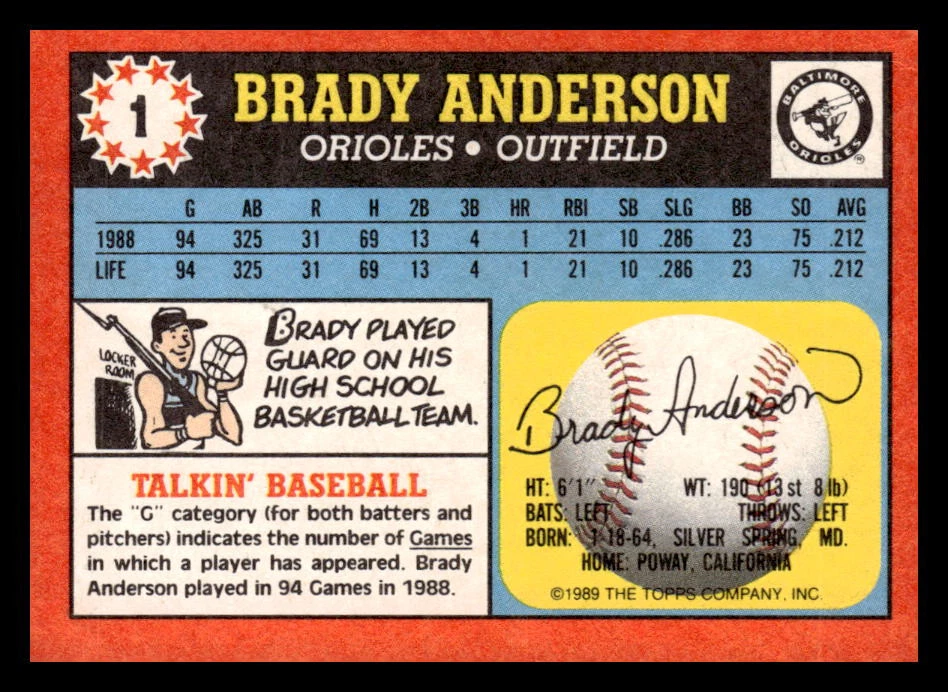 1
BRADY ANDERSON
ORIOLES • OUTFIELD
BALTIMORE
ORIOLES
®
G AB R H 2B 3B HR RBI SB SLG BB SO AVG
1988 94 325 31 69 13 4 1 21 10 .286 23 75 .212
LIFE 94 325 31 69 13 4 1 21 10 .286 23 75 .212
LOCKER
ROOM
BRADY PLAYED
GUARD ON HIS
HIGH SCHOOL
BASKETBALL TEAM.
TALKIN' BASEBALL
The "G" category (for both batters and
pitchers) indicates the number of Games
in which a player has appeared. Brady
Anderson played in 94 Games in 1988.
Brady Anderson
HT: 6'1" WT: 190 (13 st 8 lb)
BATS: LEFT THROWS: LEFT
BORN: 1-18-64, SILVER SPRING, MD.
HOME: POWAY, CALIFORNIA
©1989 THE TOPPS COMPANY, INC.